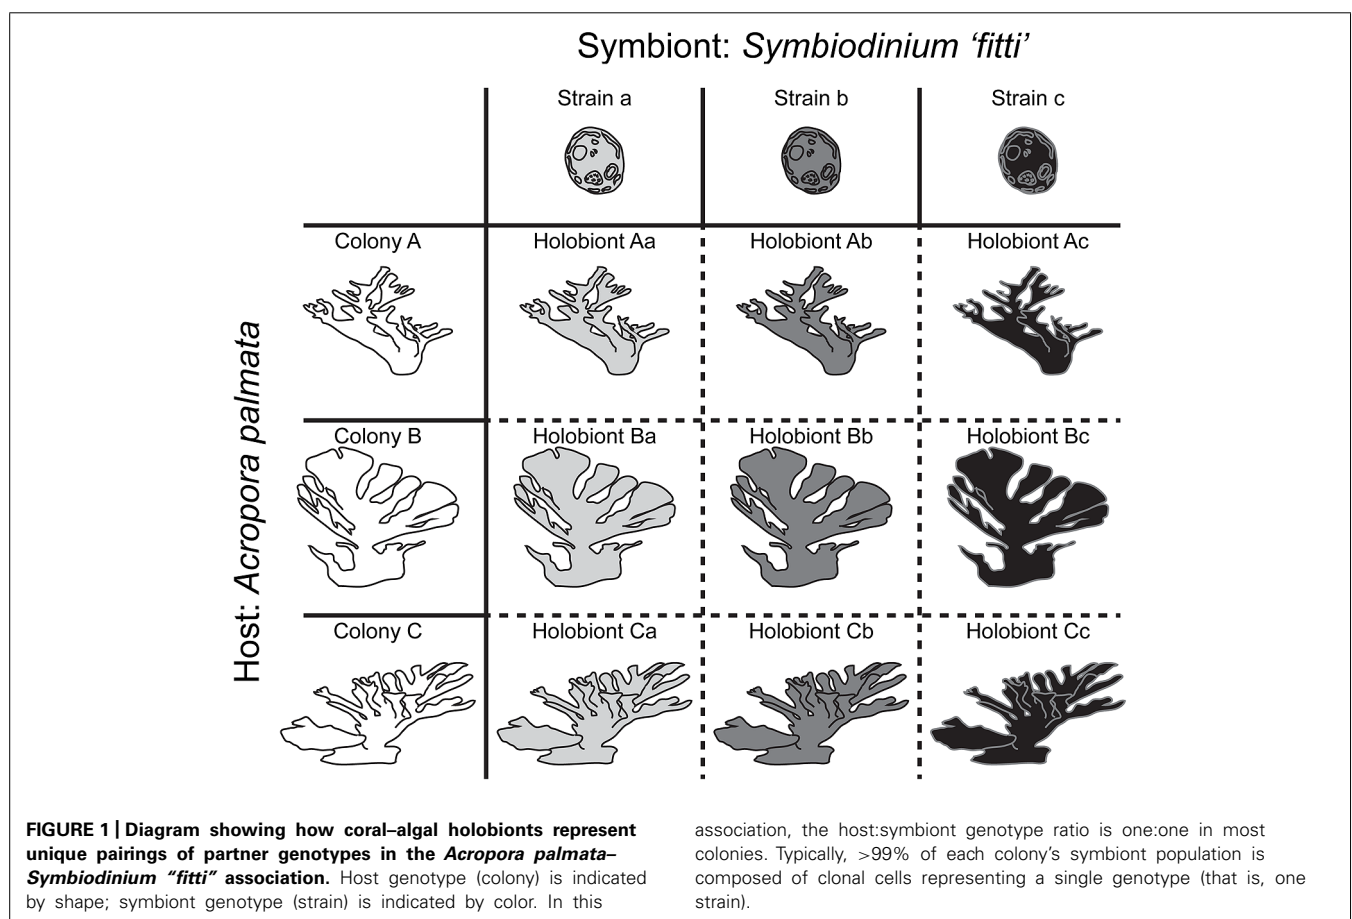 Symbiont: Symbiodinium ‘fitti’
Strain a
Strain b
Strain c
Host: Acropora palmata
Colony A
Holobiont Aa
Holobiont Ab
Holobiont Ac
Colony B
Holobiont Ba
Holobiont Bb
Holobiont Bc
Colony C
Holobiont Ca
Holobiont Cb
Holobiont Cc
FIGURE 1 | Diagram showing how coral–algal holobionts represent
unique pairings of partner genotypes in the Acropora palmata–
Symbiodinium “fitti” association. Host genotype (colony) is indicated
by shape; symbiont genotype (strain) is indicated by color. In this
association, the host:symbiont genotype ratio is one:one in most
colonies. Typically, >99% of each colony’s symbiont population is
composed of clonal cells representing a single genotype (that is, one
strain).